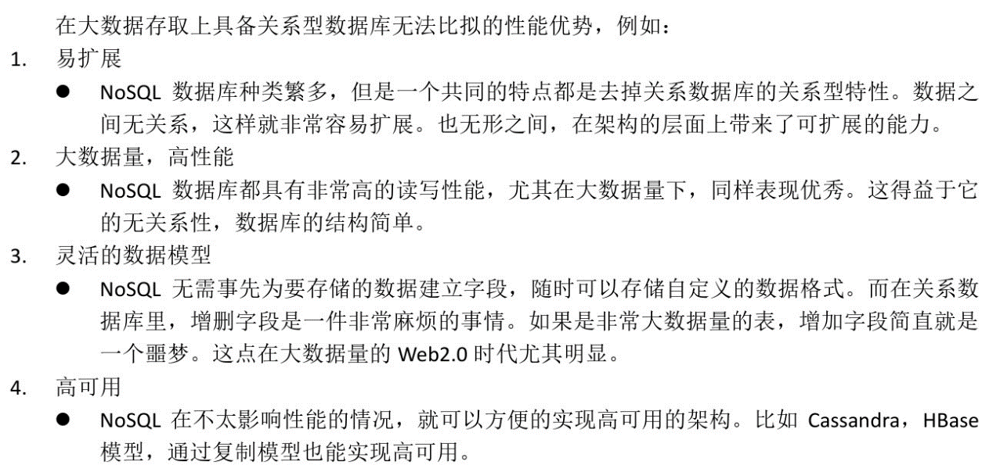 在大数据存取上具备关系型数据库无法比拟的性能优势，例如：
1. 易扩展
● NoSQL 数据库种类繁多，但是一个共同的特点都是去掉关系数据库的关系型特性。数据之
间无关系，这样就非常容易扩展。也无形之间，在架构的层面上带来了可扩展的能力。
2. 大数据量，高性能
● NoSQL 数据库都具有非常高的读写性能，尤其在大数据量下，同样表现优秀。这得益于它
的无关系性，数据库的结构简单。
3. 灵活的数据模型
● NoSQL 无需事先为要存储的数据建立字段，随时可以存储自定义的数据格式。而在关系数
据库里，增删字段是一件非常麻烦的事情。如果是非常大数据量的表，增加字段简直就是
一个噩梦。这点在大数据量的 Web2.0 时代尤其明显。
4. 高可用
● NoSQL 在不太影响性能的情况，就可以方便的实现高可用的架构。比如 Cassandra，HBase
模型，通过复制模型也能实现高可用。